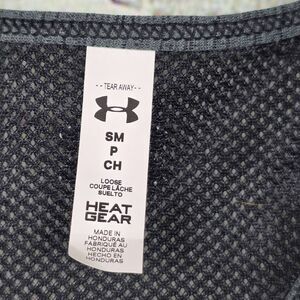 --TEAR AWAY--
SM
P
CH
LOOSE
COUPE LÂCHE
SUELTO
HEAT
GEAR
MADE IN
HONDURAS
FABRIQUÉ AU
HONDURAS
HECHO EN
HONDURAS